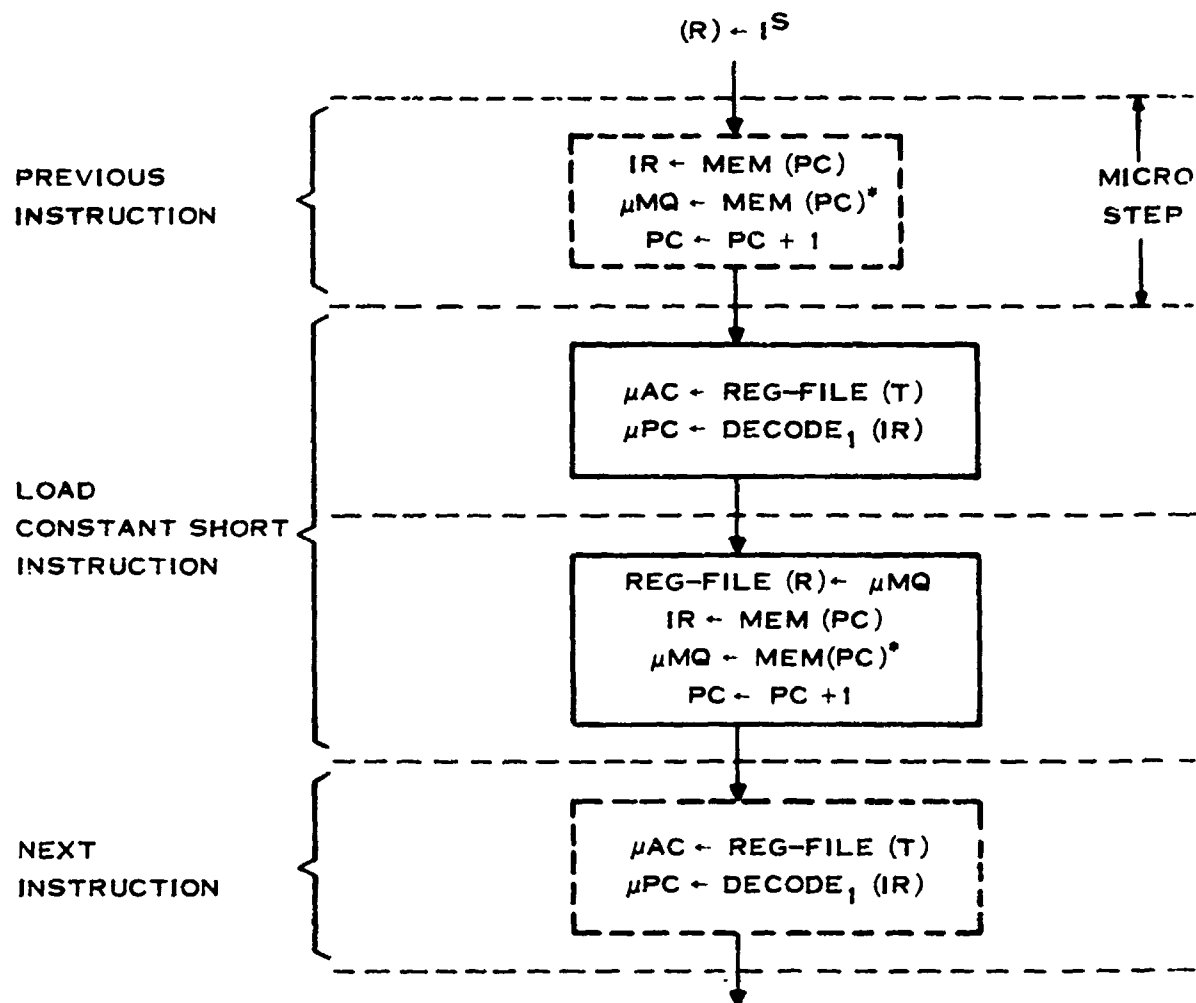 (R) ← I^S
PREVIOUS
INSTRUCTION
IR ← MEM (PC)
μMQ ← MEM (PC)*
PC ← PC + 1
MICRO
STEP
LOAD
CONSTANT SHORT
INSTRUCTION
μAC ← REG-FILE (T)
μPC ← DECODE₁ (IR)
REG-FILE (R) ← μMQ
IR ← MEM (PC)
μMQ ← MEM(PC)*
PC ← PC +1
NEXT
INSTRUCTION
μAC ← REG-FILE (T)
μPC ← DECODE₁ (IR)